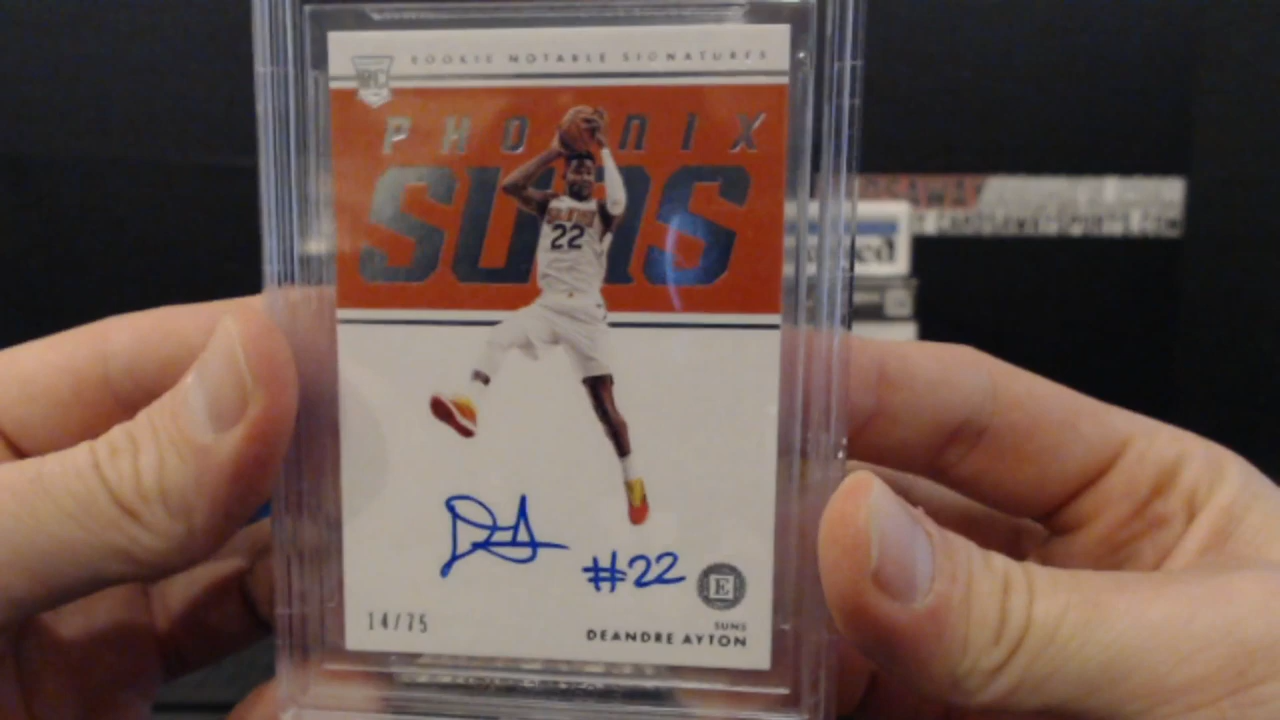 ROOKIE NOTABLE SIGNATURES
RC
PHOENIX
SUNS
22
#22
E
14/75
SUNS
DEANDRE AYTON